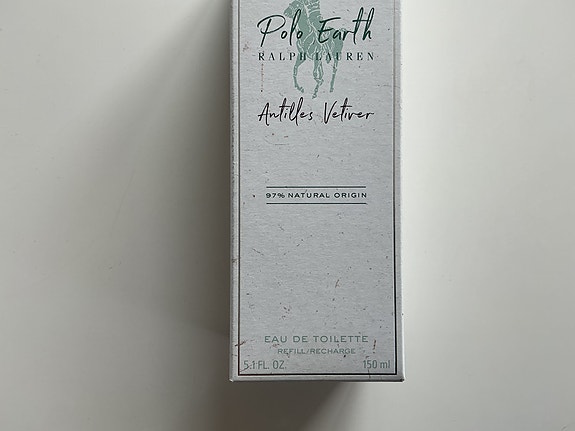 Polo Earth
RALPH LAUREN
Antilles Vetiver
97% NATURAL ORIGIN
EAU DE TOILETTE
REFILL/RECHARGE
5.1 FL. OZ. 150 ml